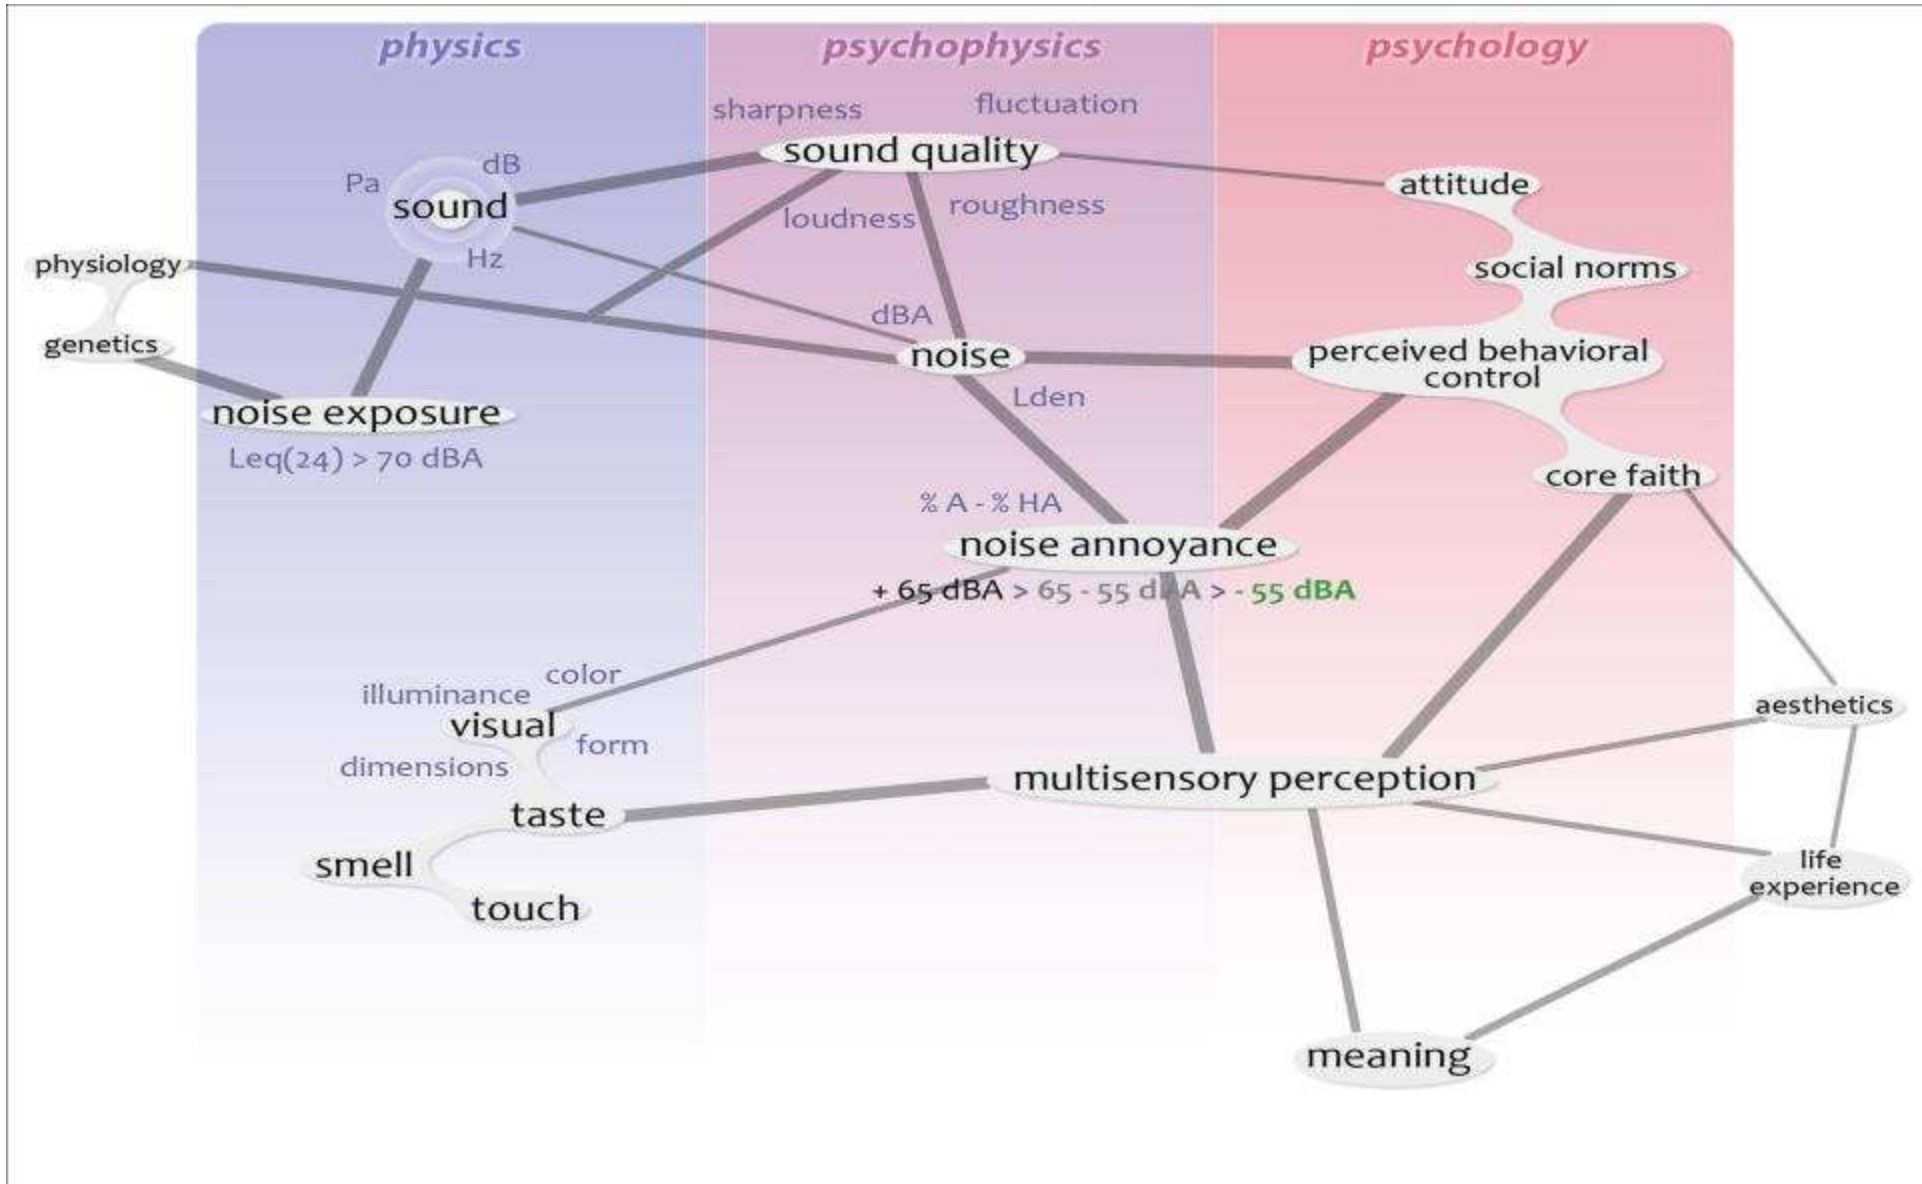 physics
psychophysics
psychology
sharpness
fluctuation
sound quality
dB
Pa
sound
Hz
loudness
roughness
attitude
physiology
social norms
genetics
dBA
noise
perceived behavioral
control
Lden
noise exposure
Leq(24) > 70 dBA
core faith
% A - % HA
noise annoyance
+ 65 dBA > 65 - 55 dBA > - 55 dBA
color
illuminance
visual
form
dimensions
aesthetics
multisensory perception
taste
smell
touch
life
experience
meaning